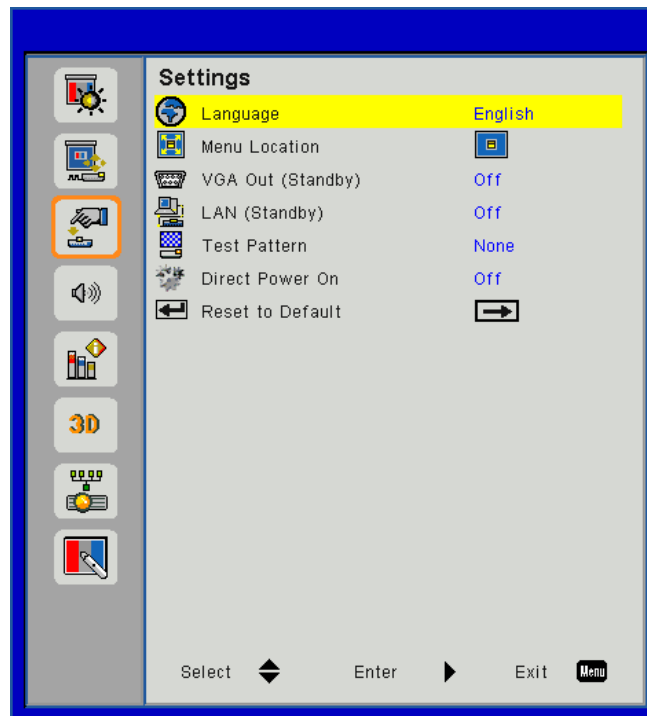 Settings
Language English
Menu Location
VGA Out (Standby) Off
LAN (Standby) Off
Test Pattern None
Direct Power On Off
Reset to Default
3D
Select Enter Exit Menu